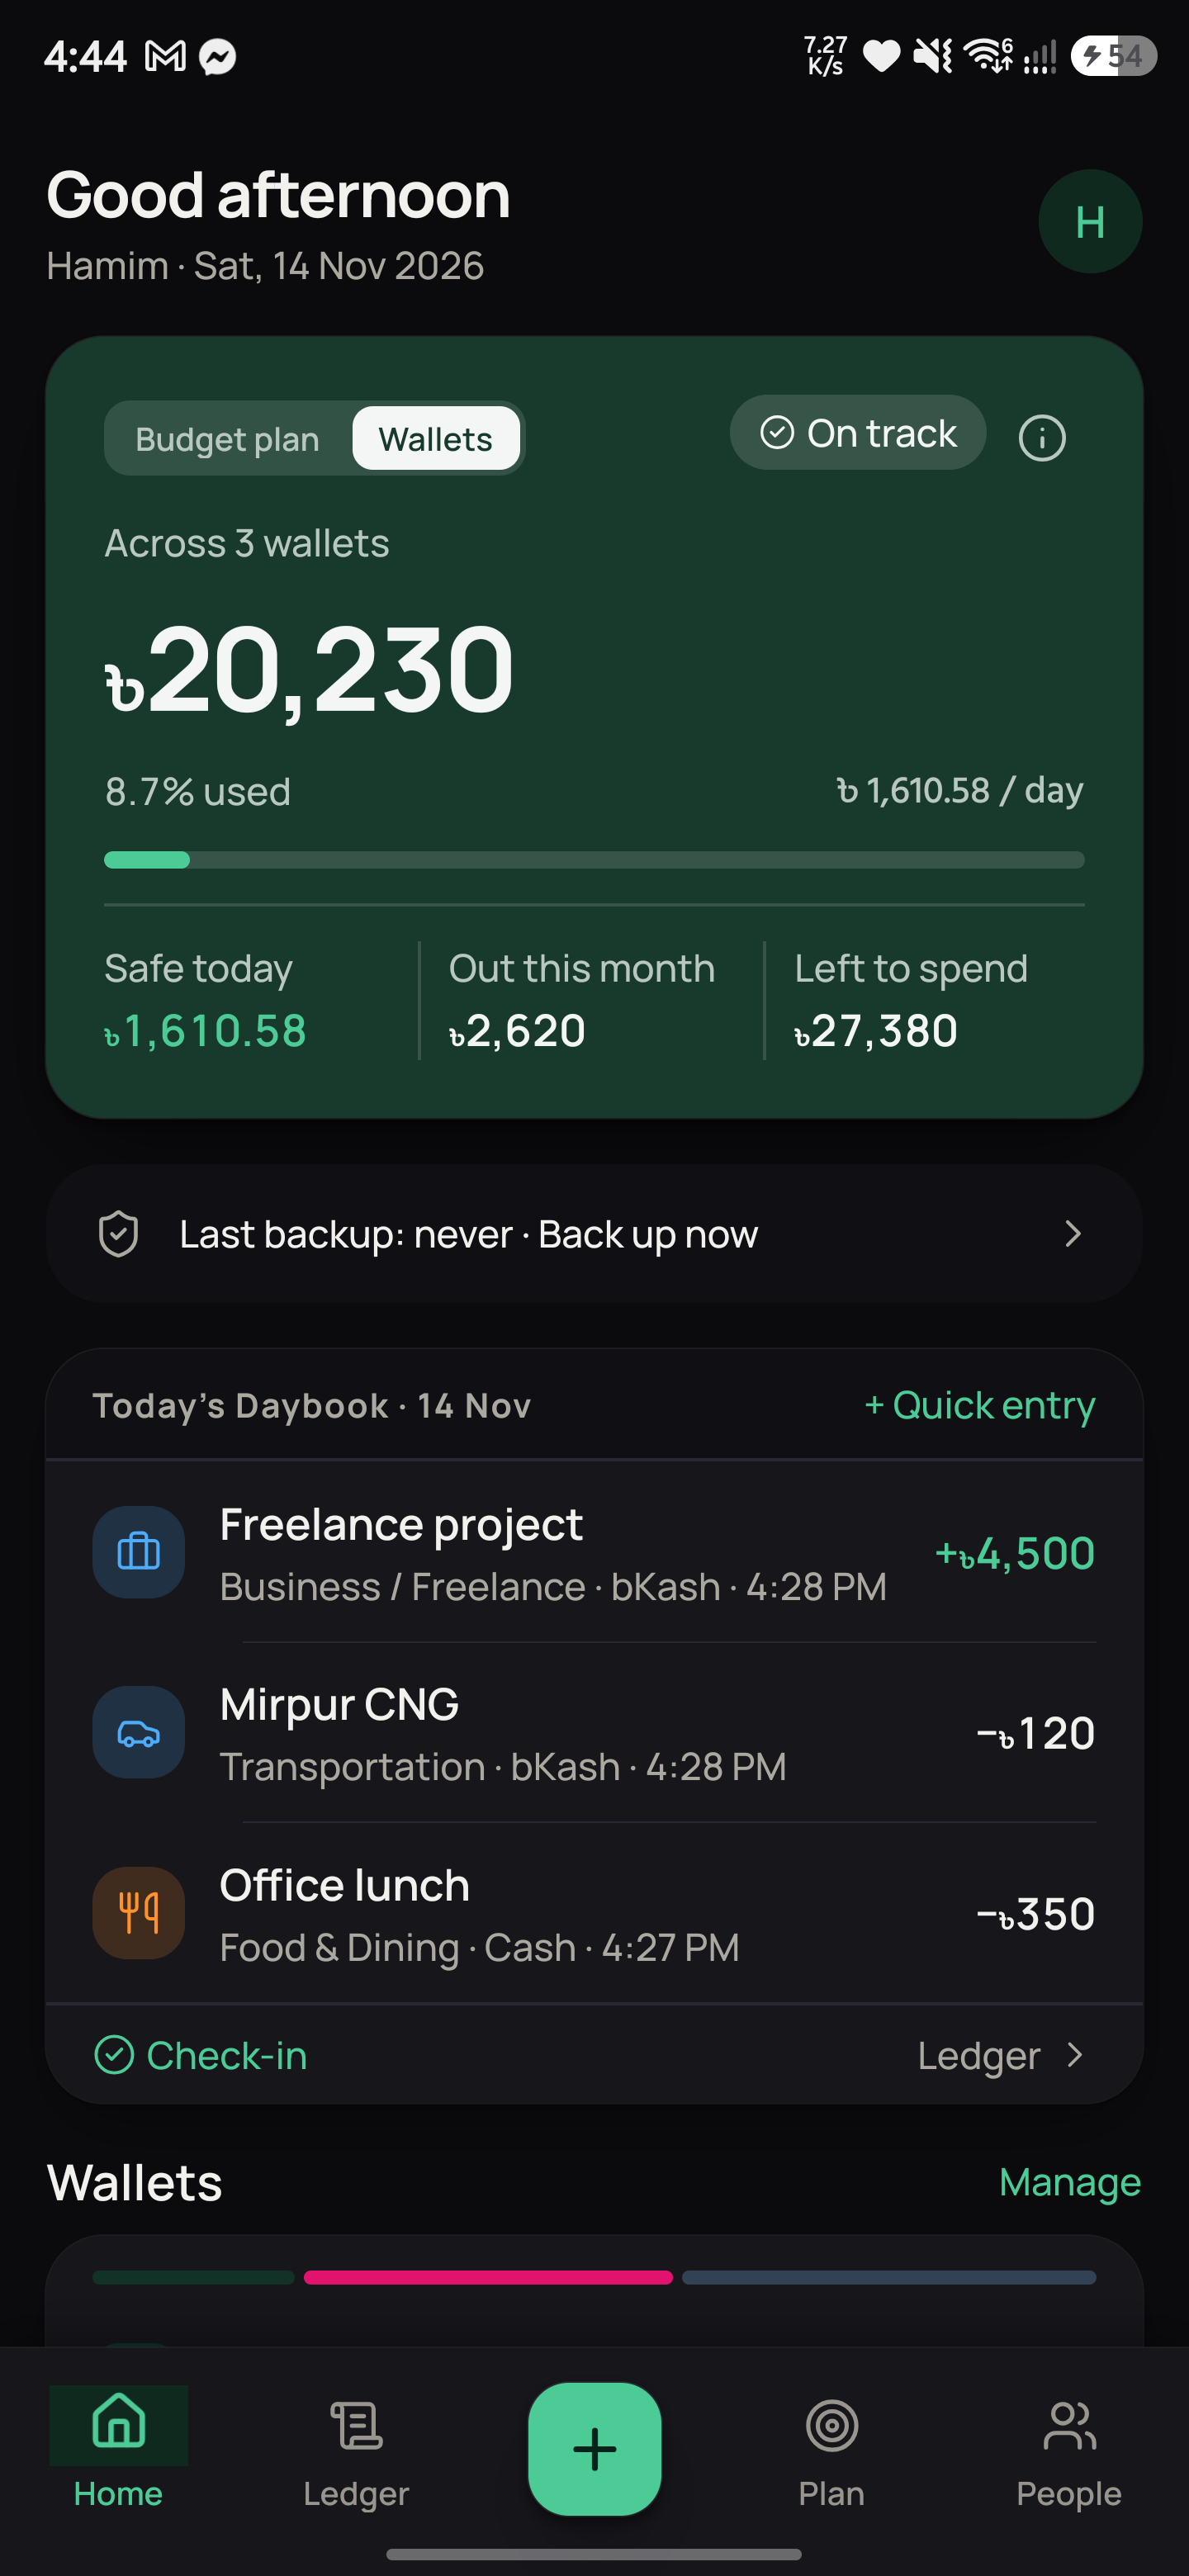 4:44
7.27 K/s
6
54
Good afternoon
H
Hamim · Sat, 14 Nov 2026
Budget plan
Wallets
On track
Across 3 wallets
৳20,230
8.7% used
৳ 1,610.58 / day
Safe today
Out this month
Left to spend
৳1,610.58
৳2,620
৳27,380
Last backup: never · Back up now
Today's Daybook · 14 Nov
+ Quick entry
Freelance project
+৳4,500
Business / Freelance · bKash · 4:28 PM
Mirpur CNG
−৳120
Transportation · bKash · 4:28 PM
Office lunch
−৳350
Food & Dining · Cash · 4:27 PM
Check-in
Ledger
Wallets
Manage
Home
Ledger
Plan
People